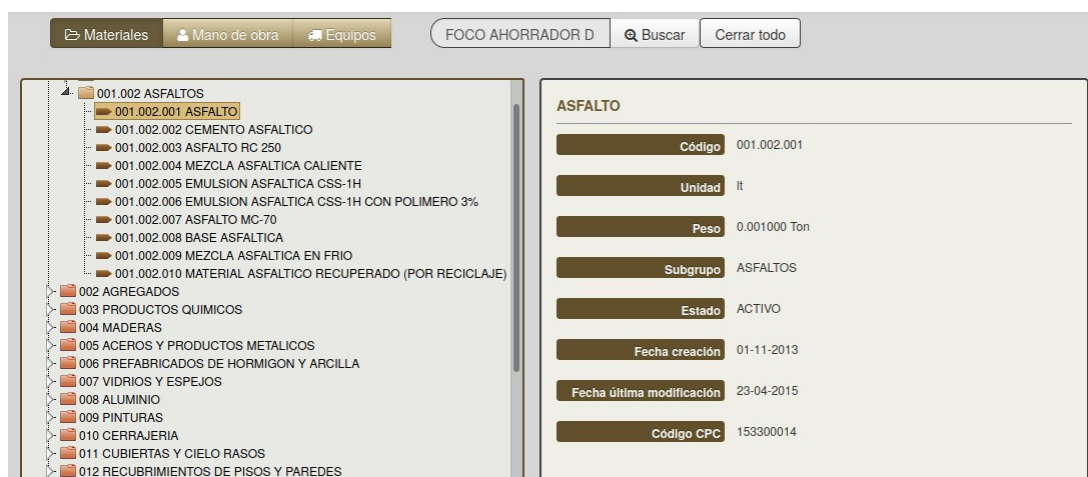 Materiales Mano de obra Equipos FOCO AHORRADOR D Buscar Cerrar todo
001.002 ASFALTOS
001.002.001 ASFALTO
001.002.002 CEMENTO ASFALTICO
001.002.003 ASFALTO RC 250
001.002.004 MEZCLA ASFALTICA CALIENTE
001.002.005 EMULSION ASFALTICA CSS-1H
001.002.006 EMULSION ASFALTICA CSS-1H CON POLIMERO 3%
001.002.007 ASFALTO MC-70
001.002.008 BASE ASFALTICA
001.002.009 MEZCLA ASFALTICA EN FRIO
001.002.010 MATERIAL ASFALTICO RECUPERADO (POR RECICLAJE)
002 AGREGADOS
003 PRODUCTOS QUIMICOS
004 MADERAS
005 ACEROS Y PRODUCTOS METALICOS
006 PREFABRICADOS DE HORMIGON Y ARCILLA
007 VIDRIOS Y ESPEJOS
008 ALUMINIO
009 PINTURAS
010 CERRAJERIA
011 CUBIERTAS Y CIELO RASOS
012 RECUBRIMIENTOS DE PISOS Y PAREDES
ASFALTO
Código 001.002.001
Unidad lt
Peso 0.001000 Ton
Subgrupo ASFALTOS
Estado ACTIVO
Fecha creación 01-11-2013
Fecha última modificación 23-04-2015
Código CPC 153300014